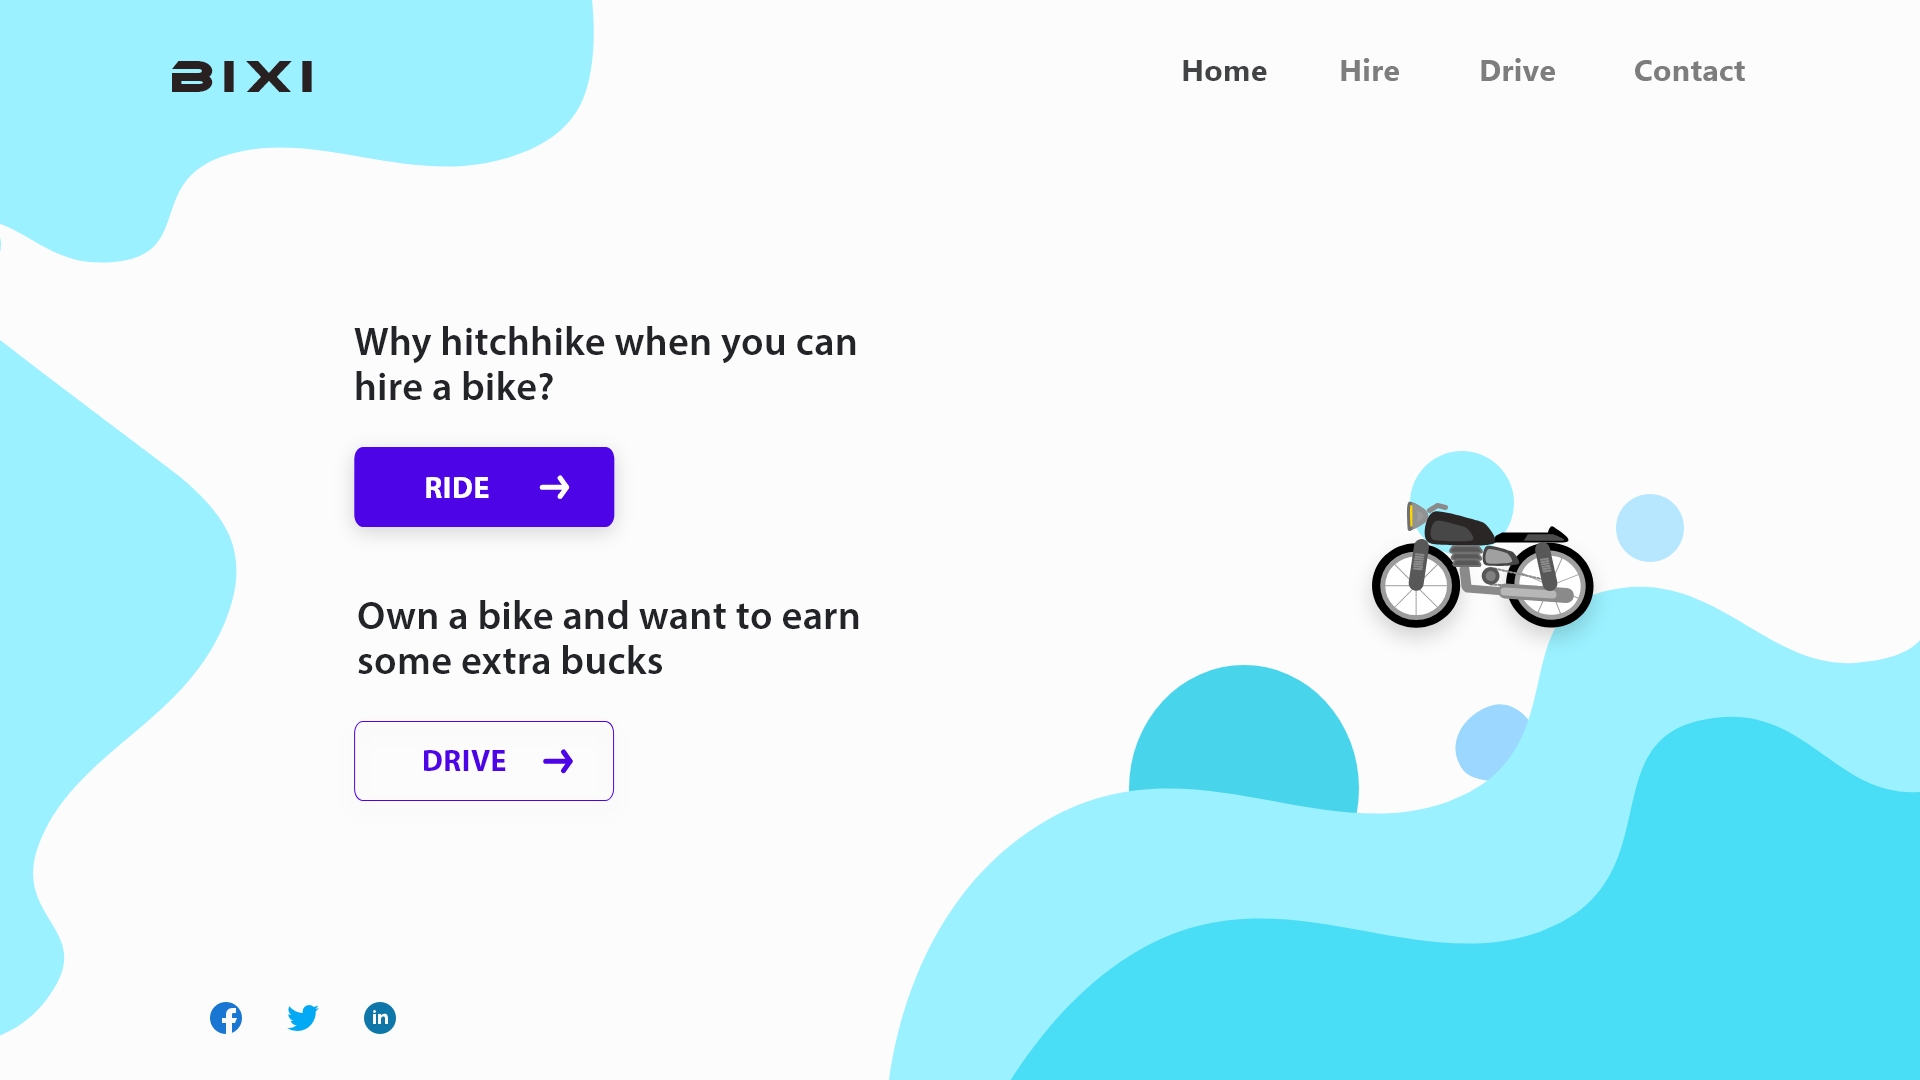 BIXI
Home
Hire
Drive
Contact
Why hitchhike when you can
hire a bike?
RIDE
Own a bike and want to earn
some extra bucks
DRIVE
in